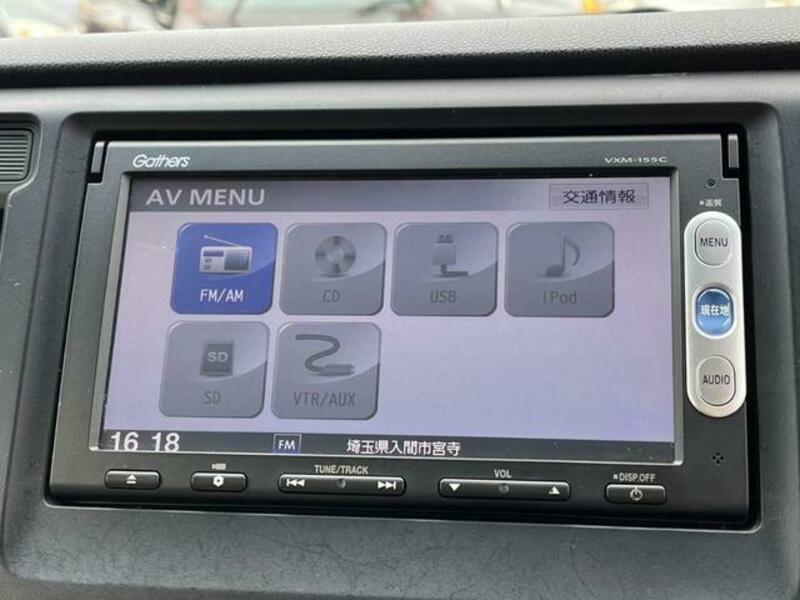 Gathers
VXM-155C
AV MENU
交通情報
画質
MENU
FM/AM
CD
USB
iPod
現在地
SD
SD
VTR/AUX
AUDIO
16 18
FM
埼玉県入間市宮寺
TUNE/TRACK
VOL
DISP.OFF